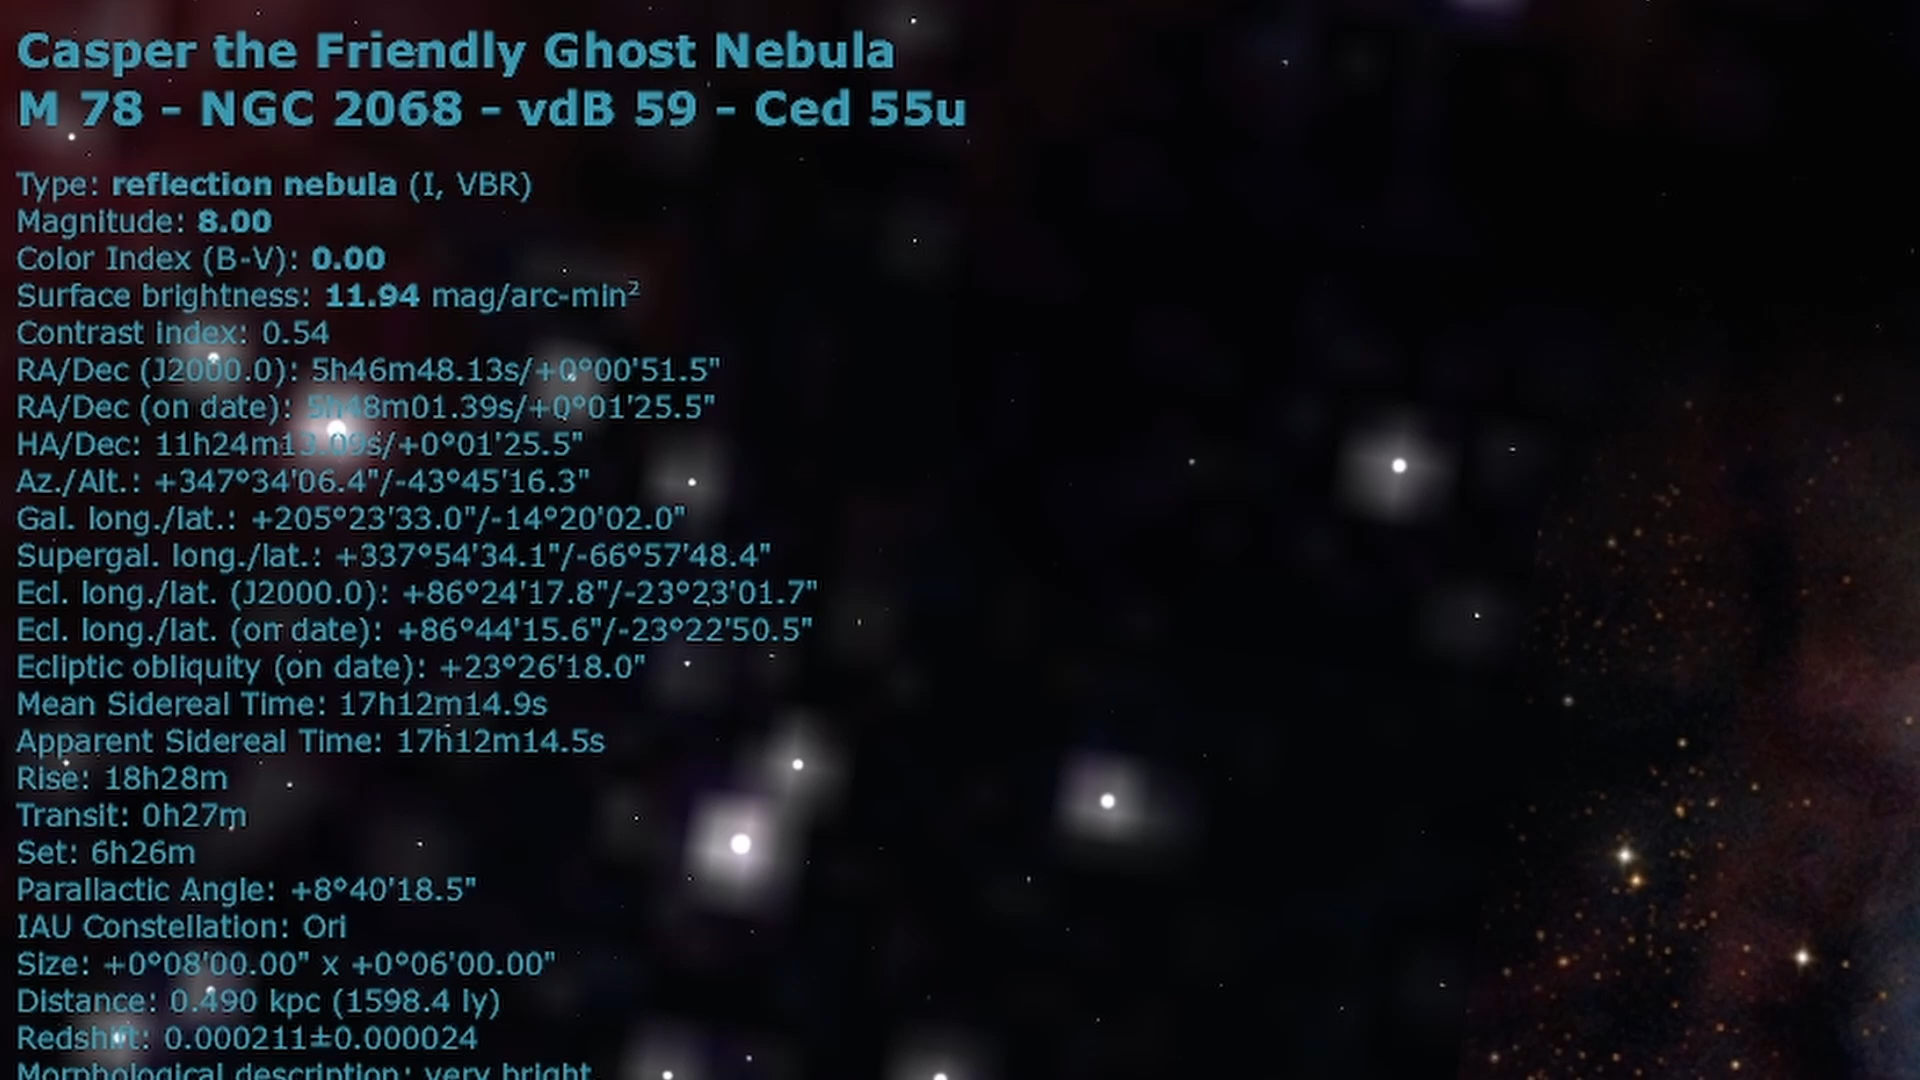 Casper the Friendly Ghost Nebula
M 78 - NGC 2068 - vdB 59 - Ced 55u
Type: reflection nebula (I, VBR)
Magnitude: 8.00
Color Index (B-V): 0.00
Surface brightness: 11.94 mag/arc-min²
Contrast index: 0.54
RA/Dec (J2000.0): 5h46m48.13s/+0°00'51.5"
RA/Dec (on date): 5h48m01.39s/+0°01'25.5"
HA/Dec: 11h24m13.09s/+0°01'25.5"
Az./Alt.: +347°34'06.4"/-43°45'16.3"
Gal. long./lat.: +205°23'33.0"/-14°20'02.0"
Supergal. long./lat.: +337°54'34.1"/-66°57'48.4"
Ecl. long./lat. (J2000.0): +86°24'17.8"/-23°23'01.7"
Ecl. long./lat. (on date): +86°44'15.6"/-23°22'50.5"
Ecliptic obliquity (on date): +23°26'18.0"
Mean Sidereal Time: 17h12m14.9s
Apparent Sidereal Time: 17h12m14.5s
Rise: 18h28m
Transit: 0h27m
Set: 6h26m
Parallactic Angle: +8°40'18.5"
IAU Constellation: Ori
Size: +0°08'00.00" x +0°06'00.00"
Distance: 0.490 kpc (1598.4 ly)
Redshift: 0.000211±0.000024
Morphological description: very bright